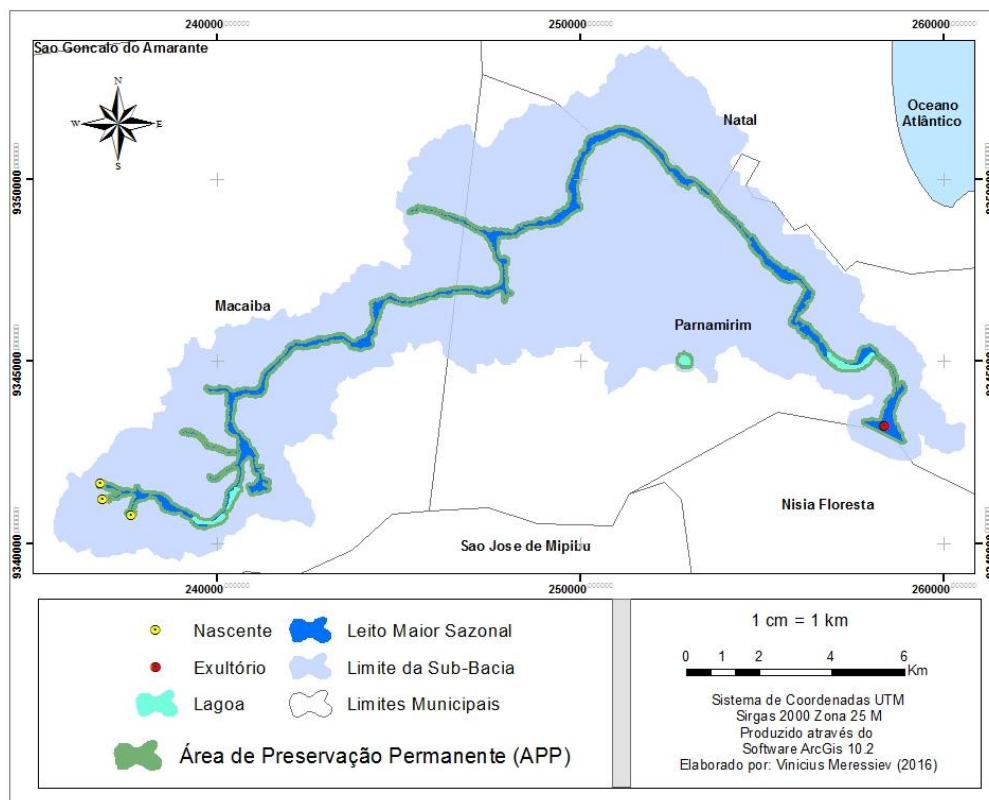 240000 250000 260000
Sao Goncalo do Amarante
N
W E
S
Natal
Oceano
Atlântico
9350000
Macaiba
Parnamirim
9345000
Nisia Floresta
Sao Jose de Mipibu
9340000
240000 250000 260000
Nascente
Leito Maior Sazonal
Exultório
Limite da Sub-Bacia
Lagoa
Limites Municipais
Área de Preservação Permanente (APP)
1 cm = 1 km
0 1 2 4 6
Km
Sistema de Coordenadas UTM
Sirgas 2000 Zona 25 M
Produzido através do
Software ArcGis 10.2
Elaborado por: Vinicius Meressiev (2016)